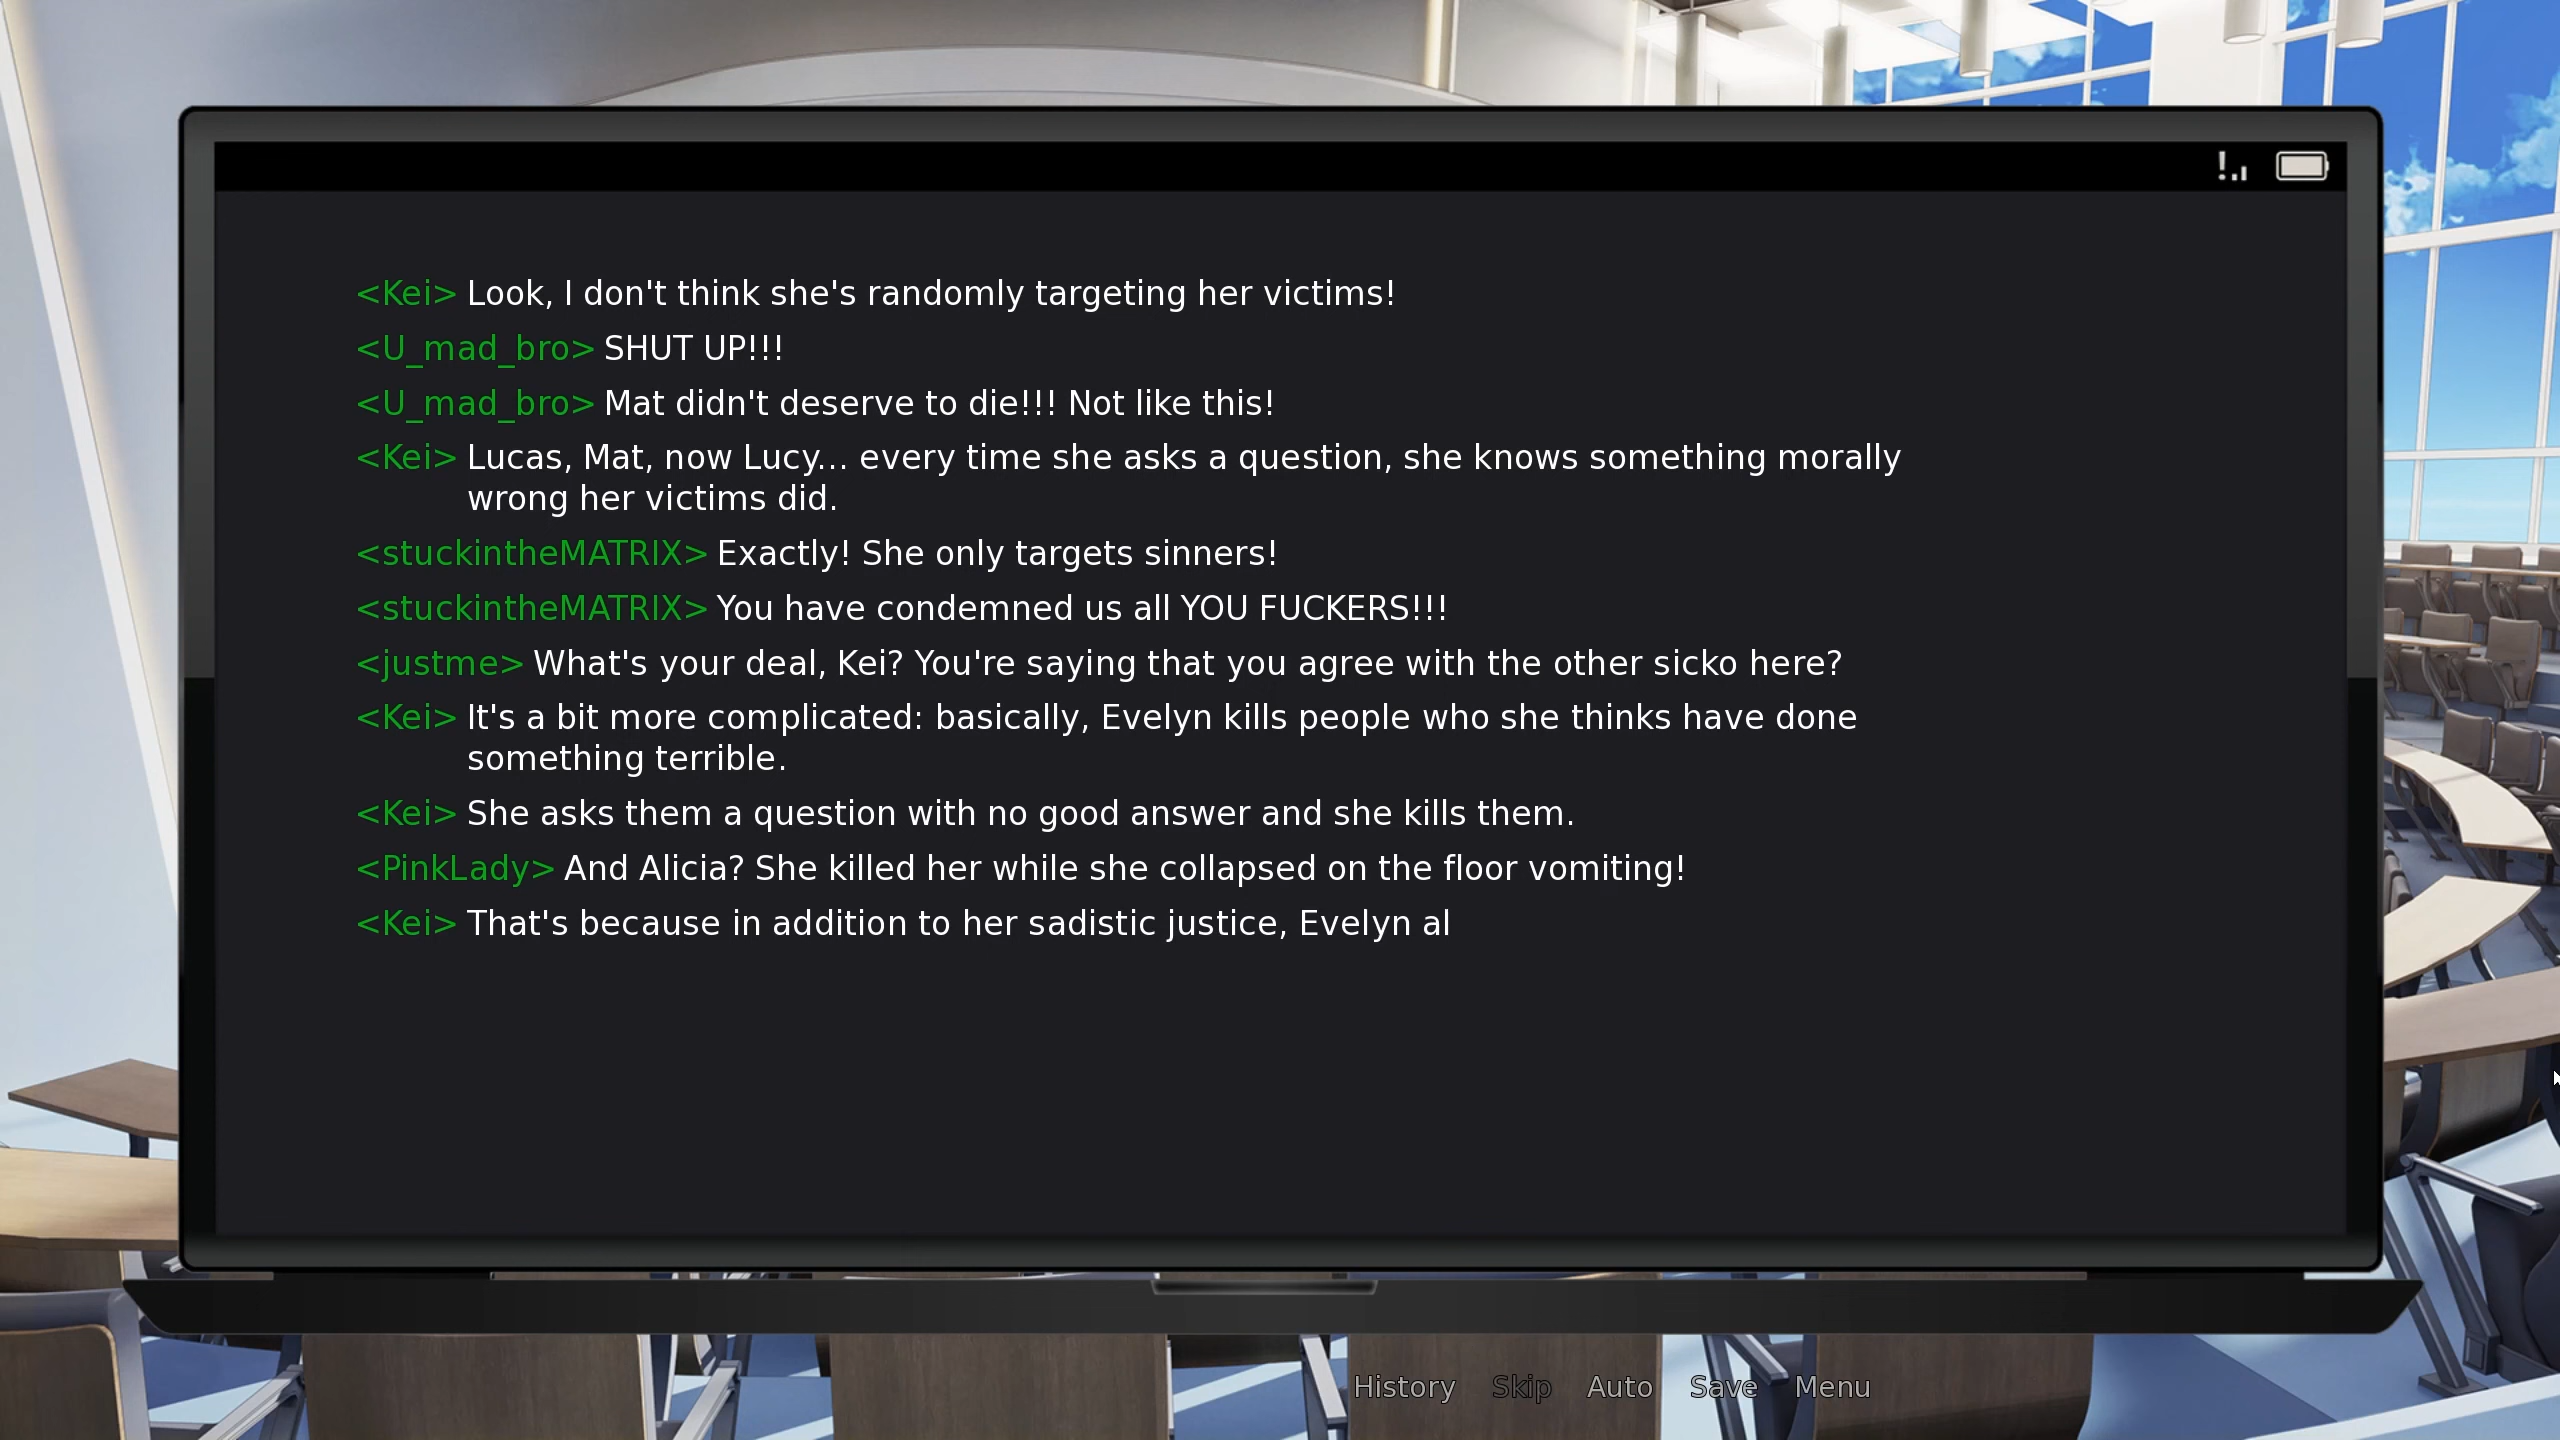 <Kei> Look, I don't think she's randomly targeting her victims!
<U_mad_bro> SHUT UP!!!
<U_mad_bro> Mat didn't deserve to die!!! Not like this!
<Kei> Lucas, Mat, now Lucy... every time she asks a question, she knows something morally
wrong her victims did.
<stuckintheMATRIX> Exactly! She only targets sinners!
<stuckintheMATRIX> You have condemned us all YOU FUCKERS!!!
<justme> What's your deal, Kei? You're saying that you agree with the other sicko here?
<Kei> It's a bit more complicated: basically, Evelyn kills people who she thinks have done
something terrible.
<Kei> She asks them a question with no good answer and she kills them.
<PinkLady> And Alicia? She killed her while she collapsed on the floor vomiting!
<Kei> That's because in addition to her sadistic justice, Evelyn al
History Skip Auto Save Menu